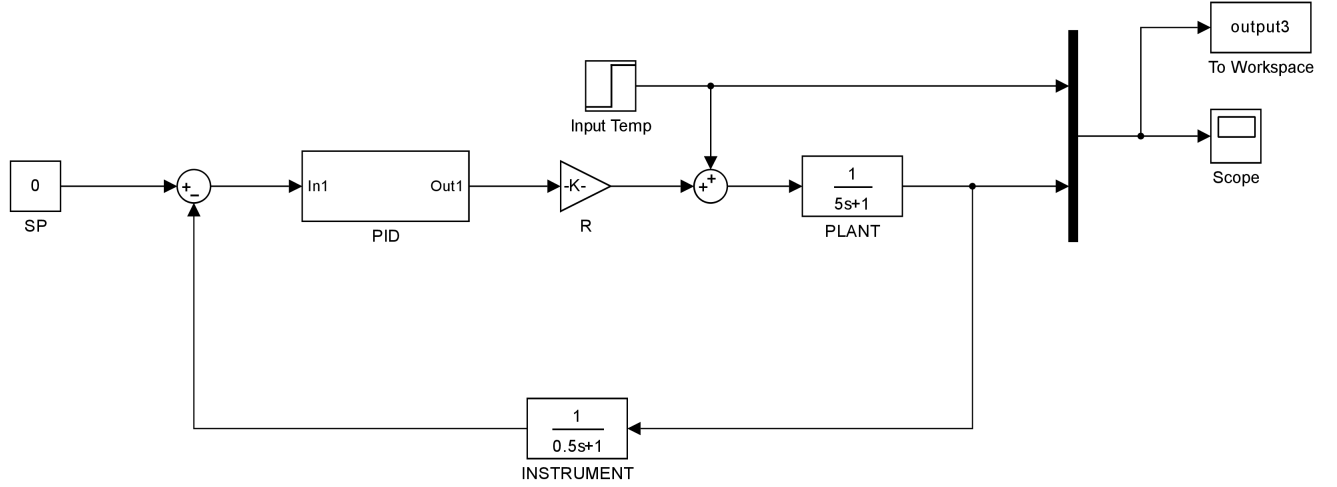 output3
To Workspace
Input Temp
Scope
0
SP
+
−
In1
Out1
PID
-K-
R
+
+
1
5s+1
PLANT
1
0.5s+1
INSTRUMENT